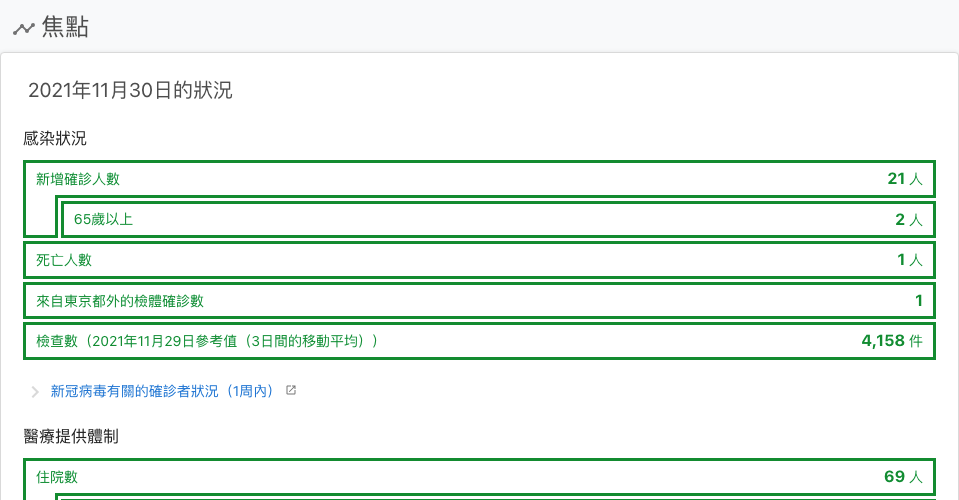 焦點
2021年11月30日的狀況
感染狀況
新增確診人數 21 人
65歲以上 2 人
死亡人數 1 人
來自東京都外的檢體確診數 1
檢查數（2021年11月29日參考值（3日間的移動平均）） 4,158 件
新冠病毒有關的確診者狀況（1周內）
醫療提供體制
住院數 69 人